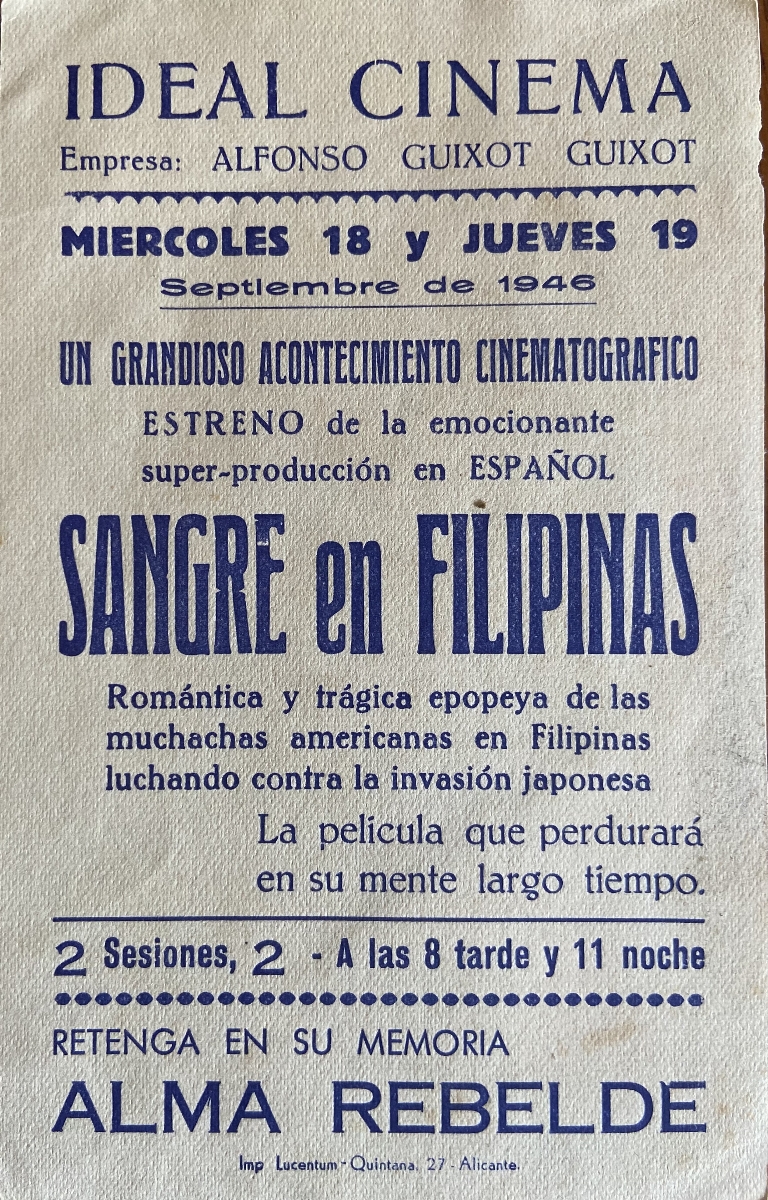 IDEAL CINEMA
Empresa: ALFONSO GUIXOT GUIXOT
MIERCOLES 18 y JUEVES 19
Septiembre de 1946
UN GRANDIOSO ACONTECIMIENTO CINEMATOGRAFICO
ESTRENO de la emocionante
super-producción en ESPAÑOL
SANGRE en FILIPINAS
Romántica y trágica epopeya de las
muchachas americanas en Filipinas
luchando contra la invasión japonesa
La película que perdurará
en su mente largo tiempo.
2 Sesiones, 2 - A las 8 tarde y 11 noche
RETENGA EN SU MEMORIA
ALMA REBELDE
Imp Lucentum - Quintana, 27 - Alicante.